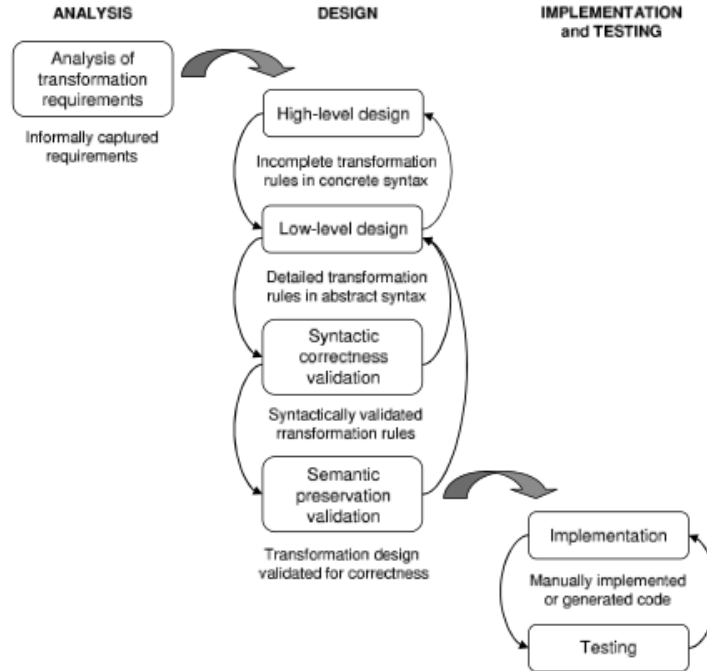 ANALYSIS
DESIGN
IMPLEMENTATION
and TESTING
Analysis of
transformation
requirements
Informally captured
requirements
High-level design
Incomplete transformation
rules in concrete syntax
Low-level design
Detailed transformation
rules in abstract syntax
Syntactic
correctness
validation
Syntactically validated
rransformation rules
Semantic
preservation
validation
Transformation design
validated for correctness
Implementation
Manually implemented
or generated code
Testing